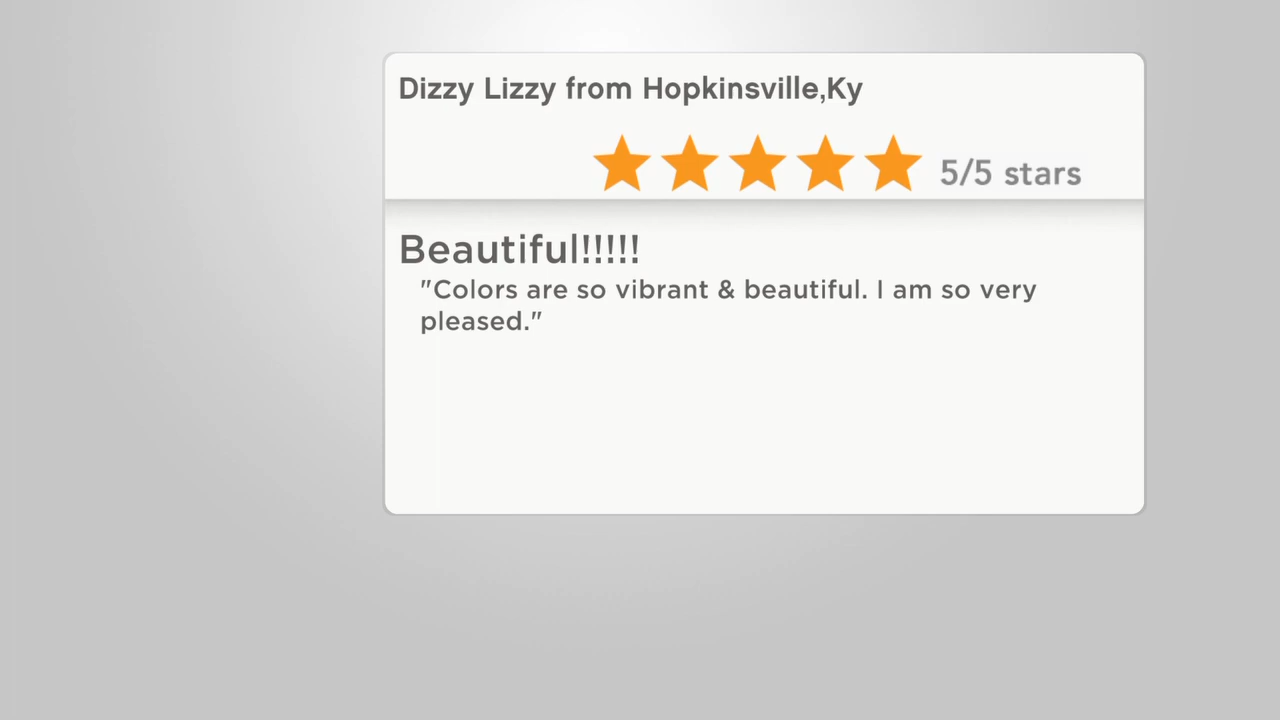 Dizzy Lizzy from Hopkinsville,Ky
5/5 stars
Beautiful!!!!!
"Colors are so vibrant & beautiful. I am so very
pleased."